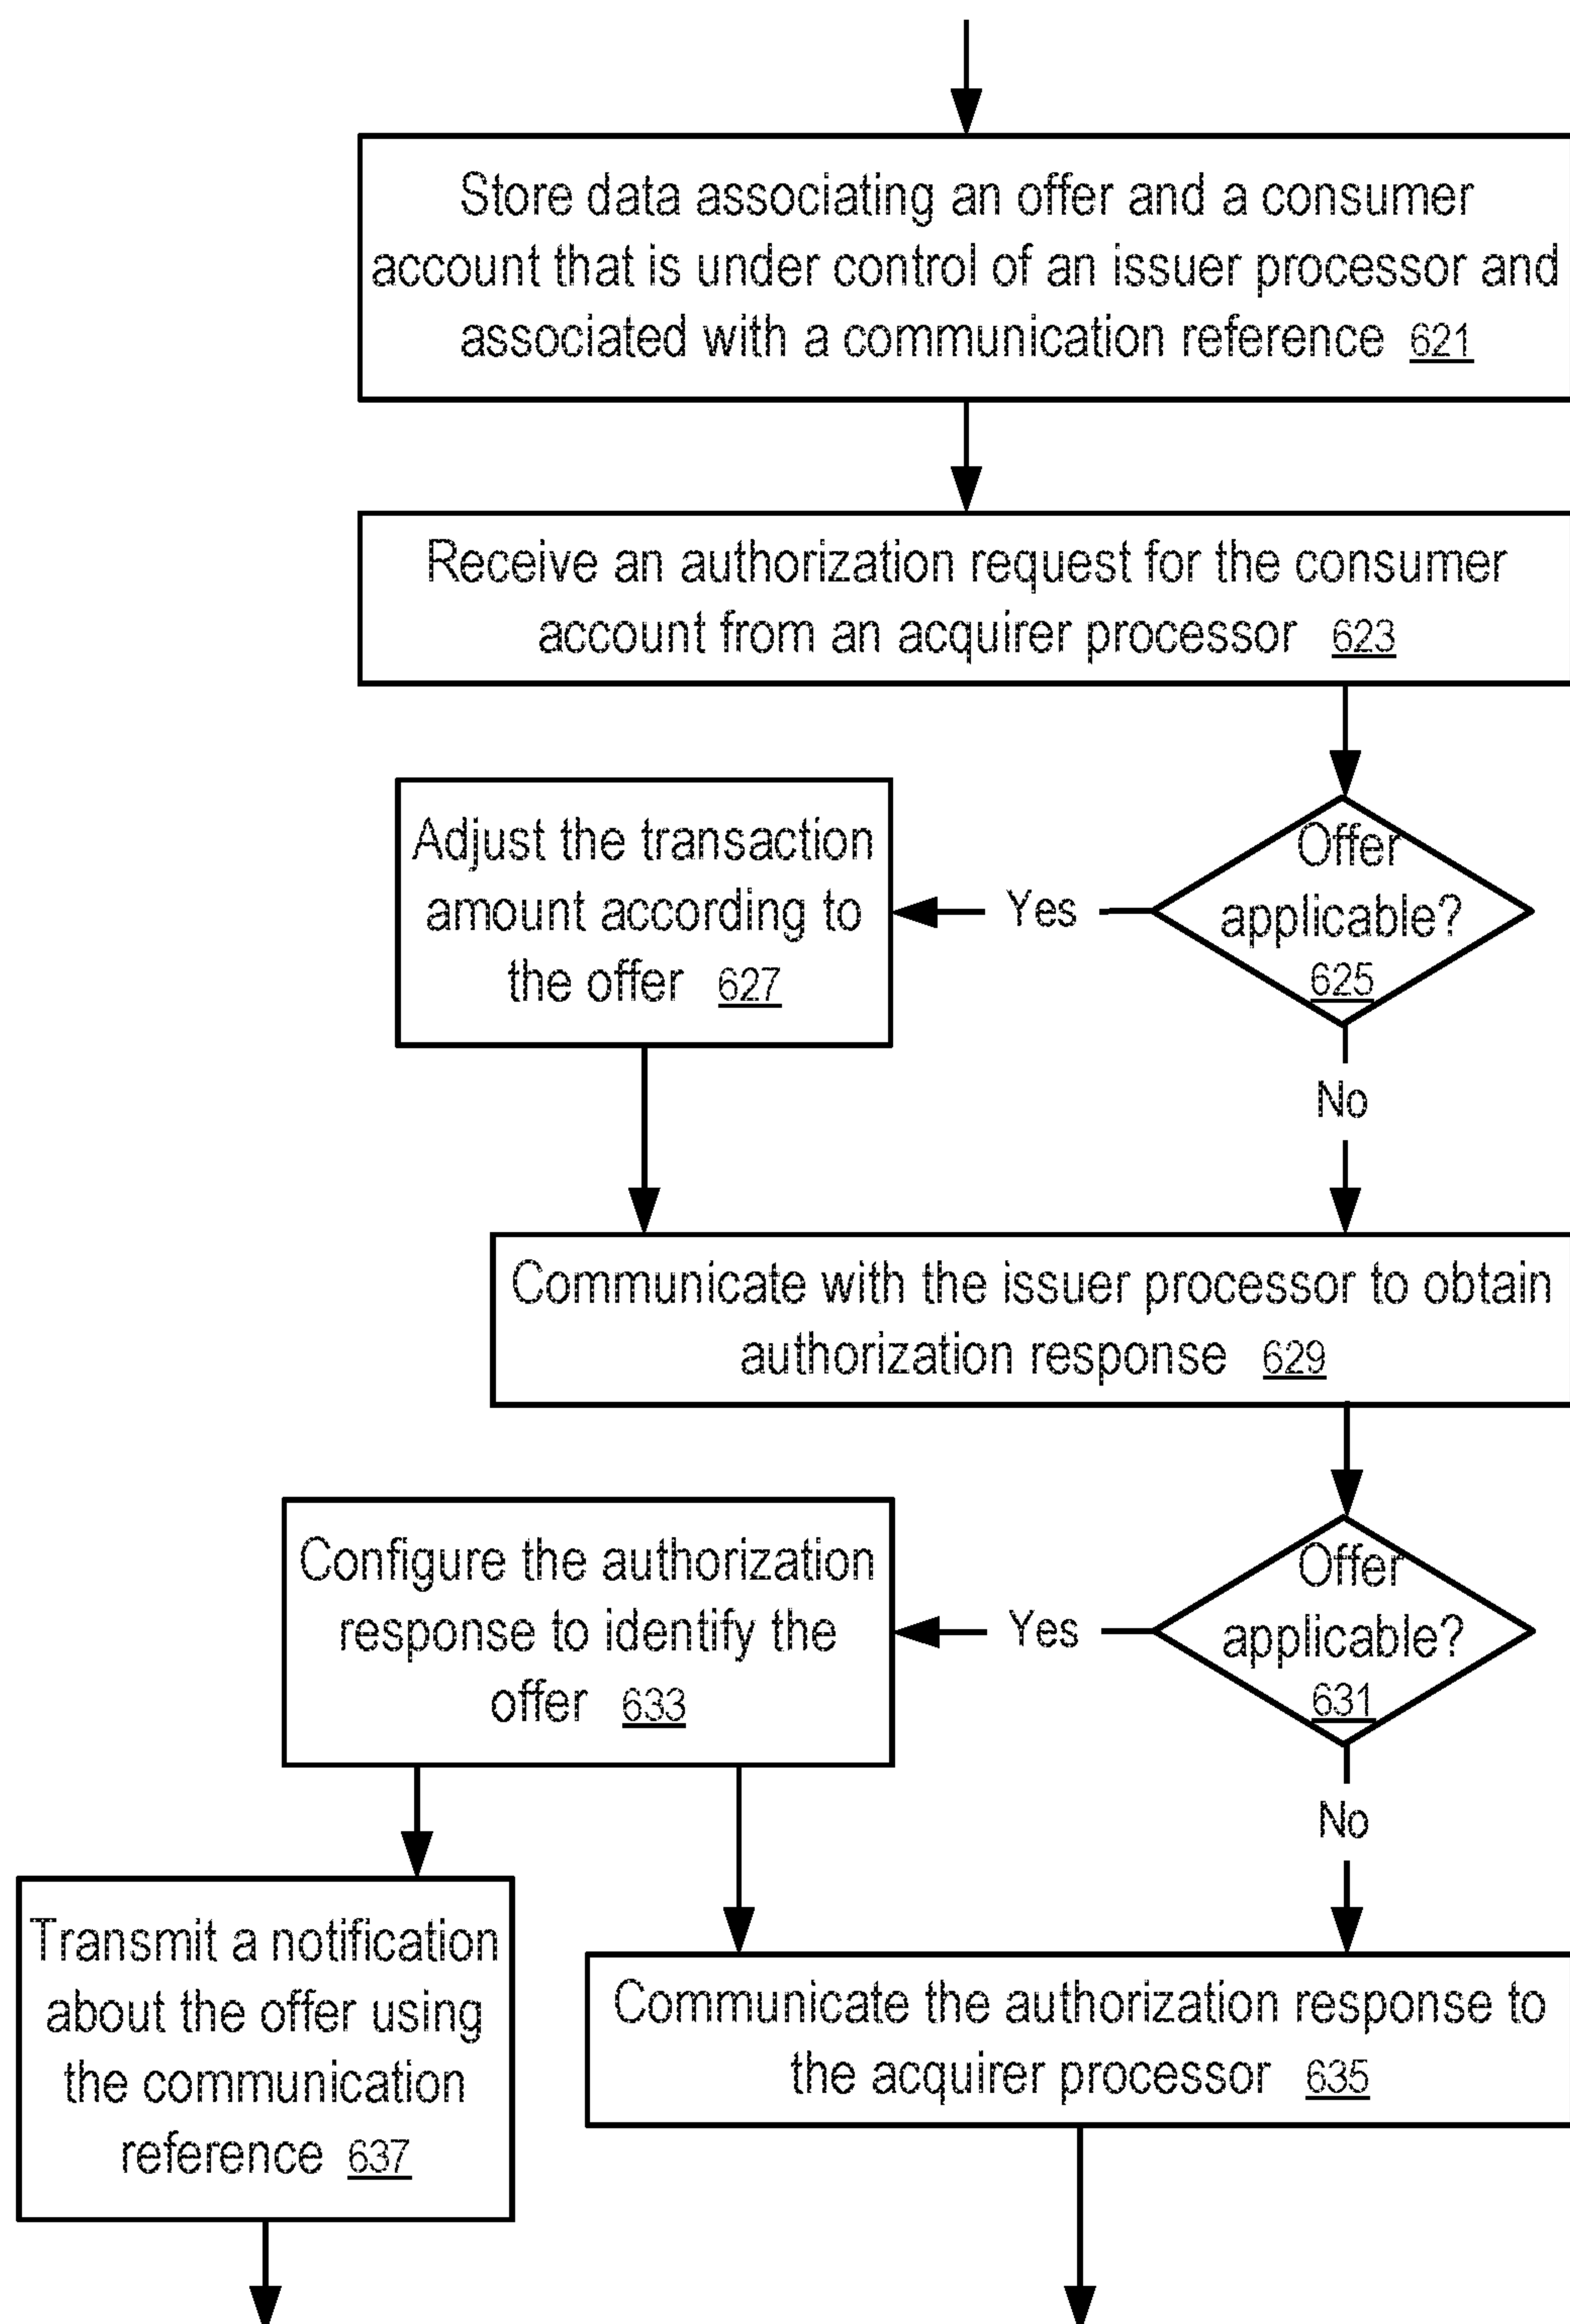 Store data associating an offer and a consumer
account that is under control of an issuer processor and
associated with a communication reference 621
Receive an authorization request for the consumer
account from an acquirer processor 623
Offer
applicable?
625
Yes
Adjust the transaction
amount according to
the offer 627
No
Communicate with the issuer processor to obtain
authorization response 629
Offer
applicable?
631
Yes
Configure the authorization
response to identify the
offer 633
No
Transmit a notification
about the offer using
the communication
reference 637
Communicate the authorization response to
the acquirer processor 635